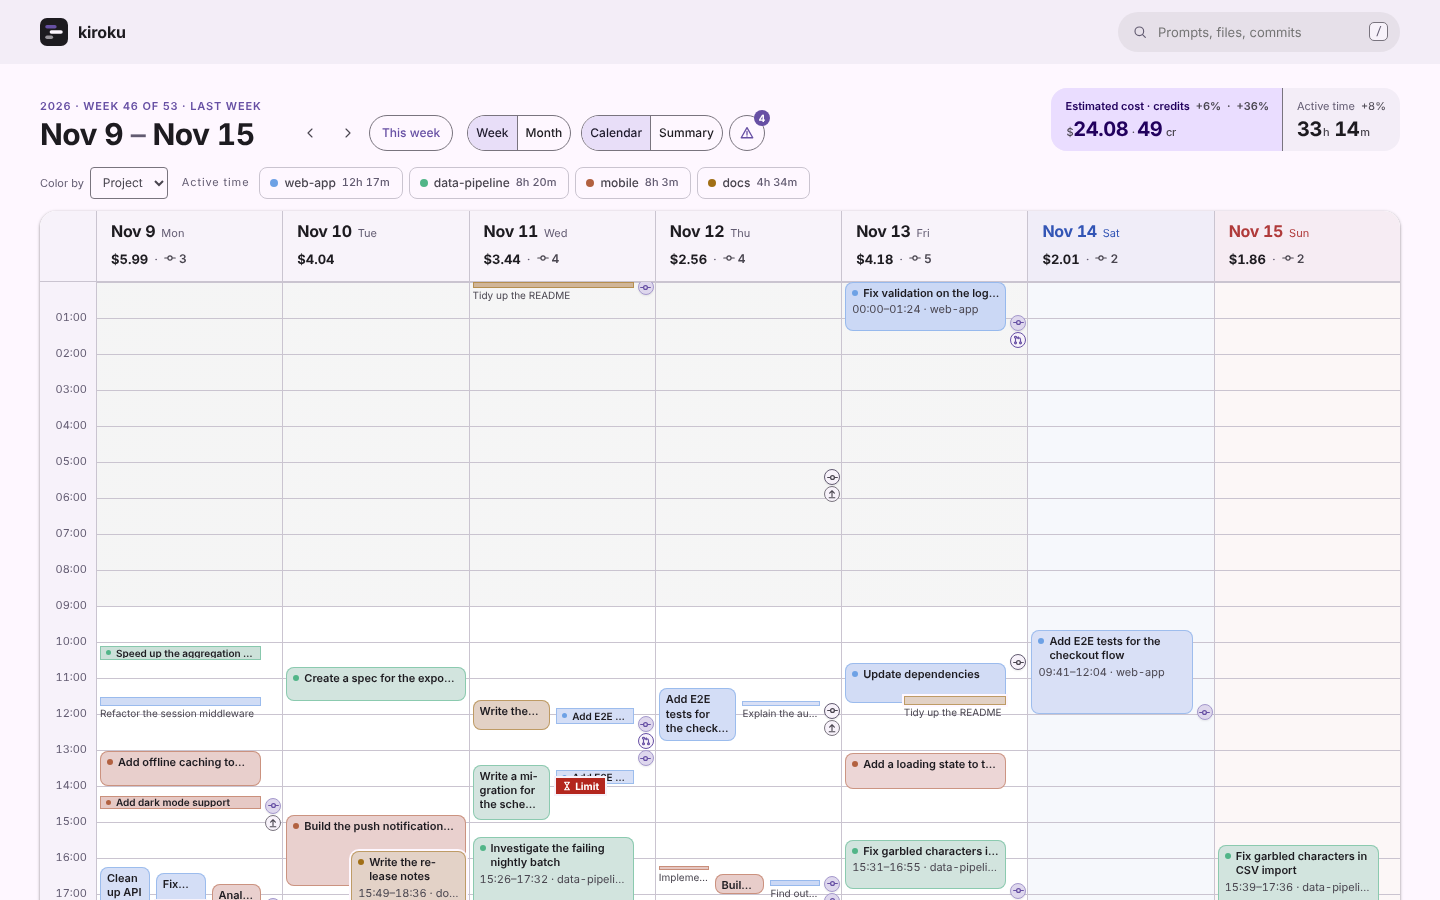 kiroku
Prompts, files, commits
/
2026 · WEEK 46 OF 53 · LAST WEEK
Nov 9 – Nov 15
This week
Week
Month
Calendar
Summary
4
Estimated cost · credits +6% · +36%
$24.08 · 49 cr
Active time +8%
33h 14m
Color by
Project
Active time
web-app 12h 17m
data-pipeline 8h 20m
mobile 8h 3m
docs 4h 34m
Nov 9 Mon
$5.99 · 3
Nov 10 Tue
$4.04
Nov 11 Wed
$3.44 · 4
Nov 12 Thu
$2.56 · 4
Nov 13 Fri
$4.18 · 5
Nov 14 Sat
$2.01 · 2
Nov 15 Sun
$1.86 · 2
01:00
02:00
03:00
04:00
05:00
06:00
07:00
08:00
09:00
10:00
11:00
12:00
13:00
14:00
15:00
16:00
17:00
Speed up the aggregation ...
Refactor the session middleware
Add offline caching to...
Add dark mode support
Clean
up API
Fix...
Anal...
Create a spec for the expo...
Build the push notification...
Write the re-
lease notes
15:49–18:36 · do...
Tidy up the README
Write the...
Add E2E ...
Write a mi-
gration for
the sche...
Add E2E ...
Limit
Investigate the failing
nightly batch
15:26–17:32 · data-pipeli...
Add E2E
tests for
the check...
Explain the au...
Impleme...
Buil...
Find out...
Fix validation on the log...
00:00–01:24 · web-app
Update dependencies
Tidy up the README
Add a loading state to t...
Fix garbled characters i...
15:31–16:55 · data-pipeli...
Add E2E tests for the
checkout flow
09:41–12:04 · web-app
Fix garbled characters in
CSV import
15:39–17:36 · data-pipeli...